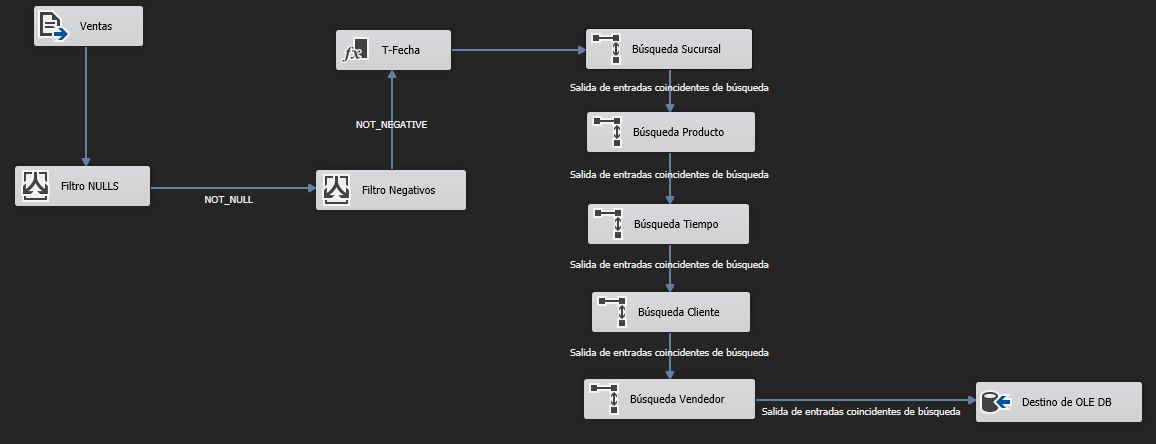 Ventas
Filtro NULLS
NOT_NULL
Filtro Negativos
NOT_NEGATIVE
T-Fecha
Búsqueda Sucursal
Salida de entradas coincidentes de búsqueda
Búsqueda Producto
Salida de entradas coincidentes de búsqueda
Búsqueda Tiempo
Salida de entradas coincidentes de búsqueda
Búsqueda Cliente
Salida de entradas coincidentes de búsqueda
Búsqueda Vendedor
Salida de entradas coincidentes de búsqueda
Destino de OLE DB